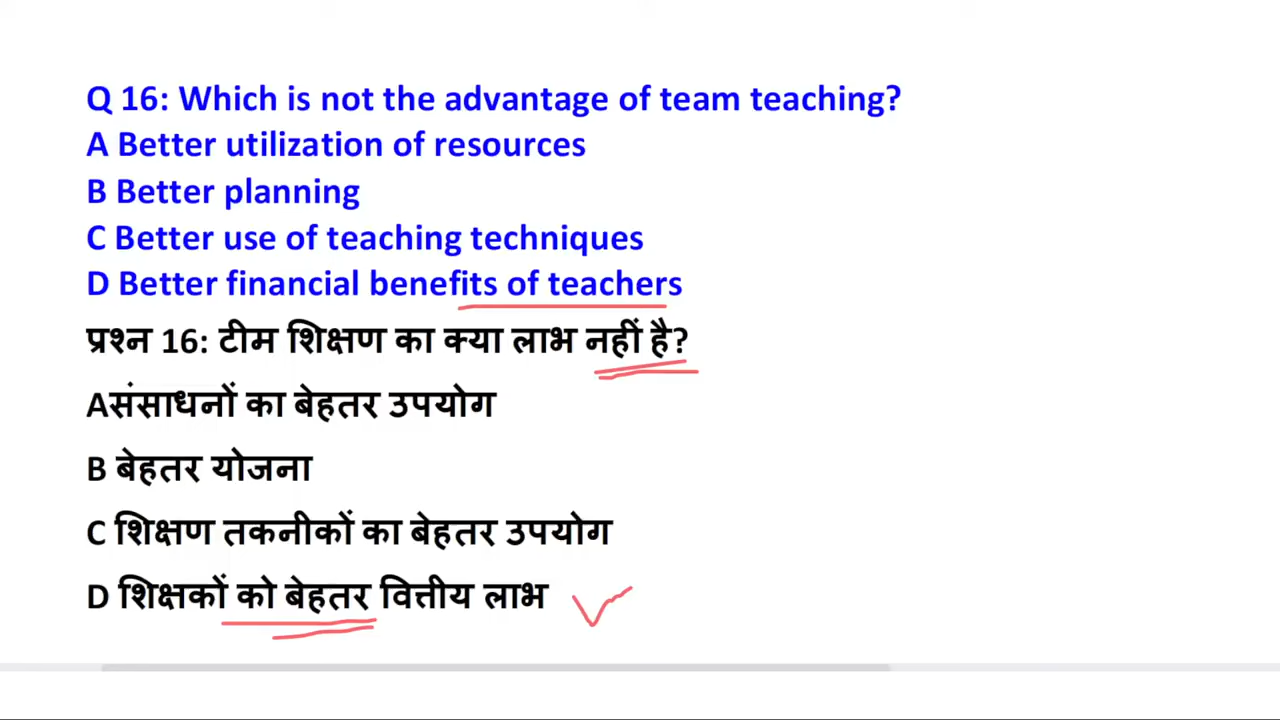 Q 16: Which is not the advantage of team teaching?
A Better utilization of resources
B Better planning
C Better use of teaching techniques
D Better financial benefits of teachers
प्रश्न 16: टीम शिक्षण का क्या लाभ नहीं है?
Aसंसाधनों का बेहतर उपयोग
B बेहतर योजना
C शिक्षण तकनीकों का बेहतर उपयोग
D शिक्षकों को बेहतर वित्तीय लाभ